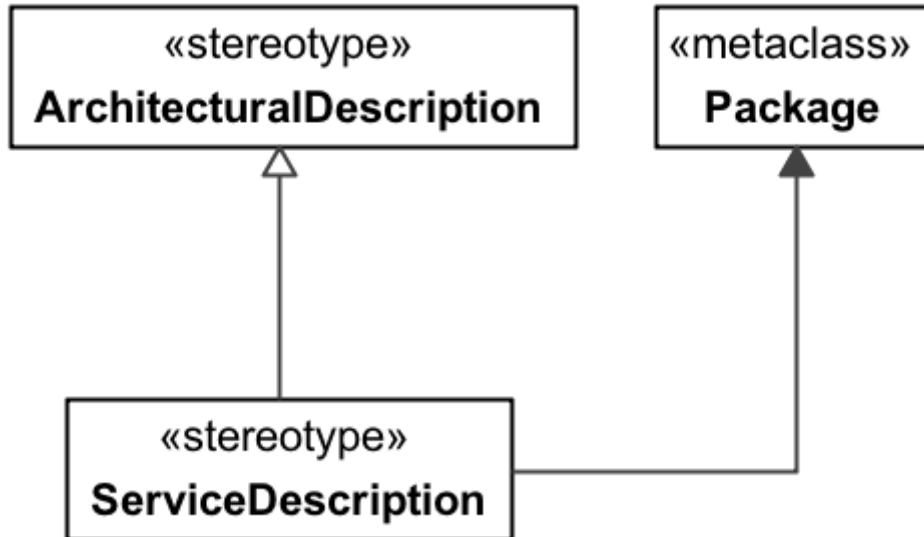 «stereotype»
ArchitecturalDescription
«metaclass»
Package
«stereotype»
ServiceDescription